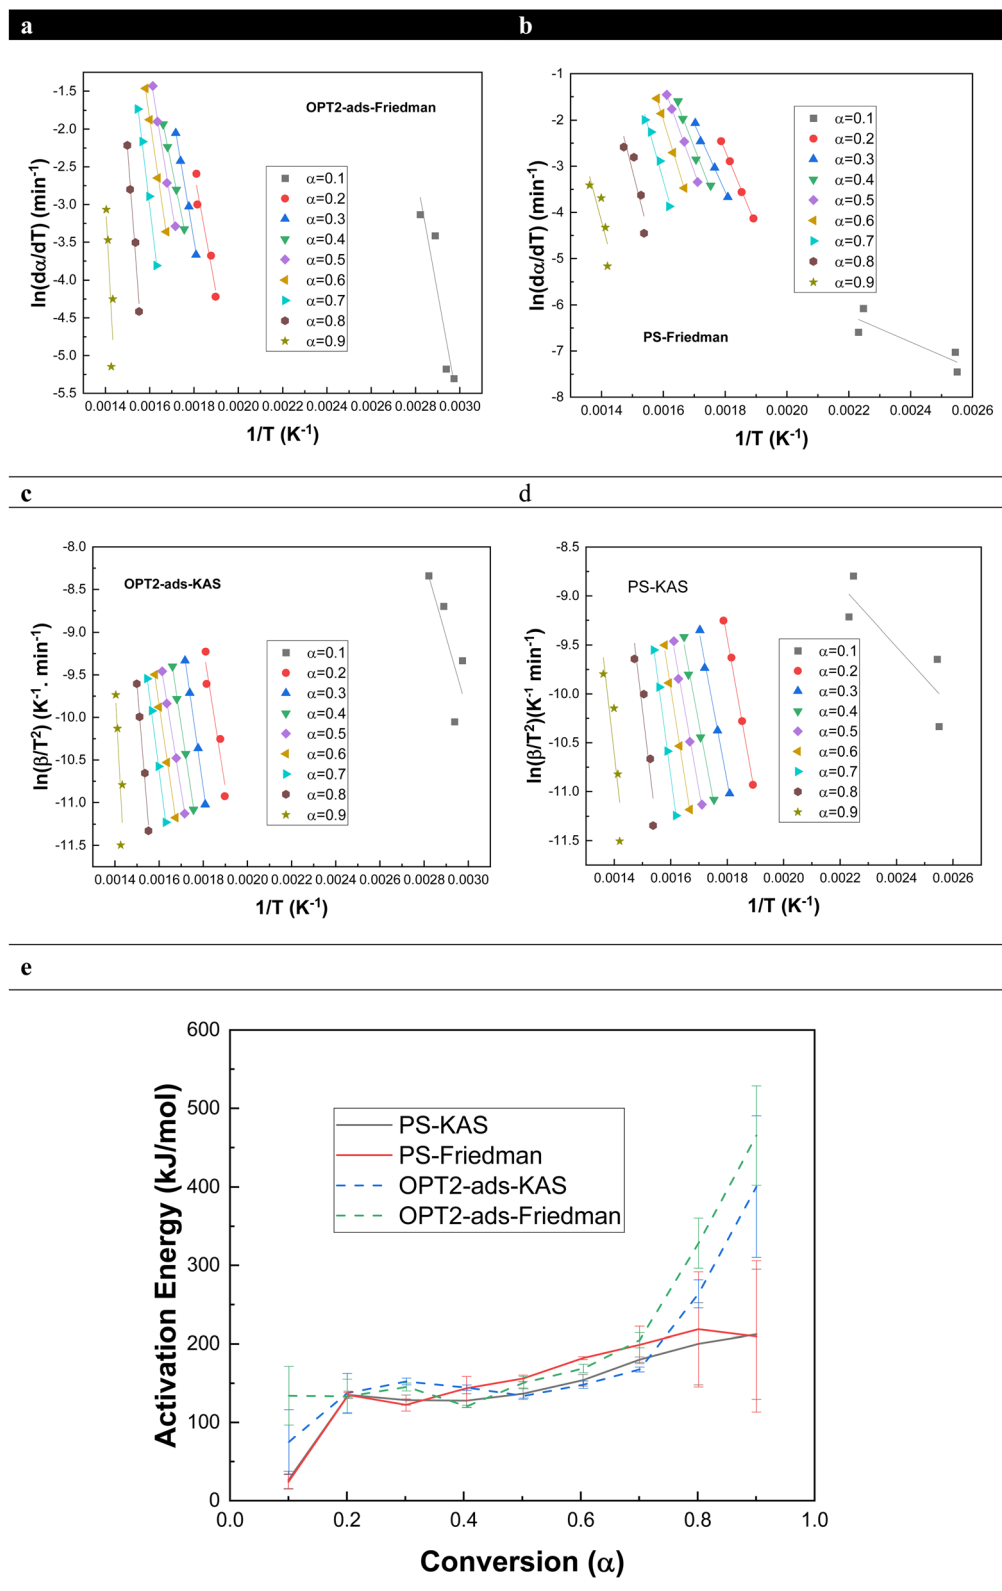 a b
OPT2-ads-Friedman
ln(dα/dT) (min⁻¹)
-1.5
-2.0
-2.5
-3.0
-3.5
-4.0
-4.5
-5.0
-5.5
α=0.1
α=0.2
α=0.3
α=0.4
α=0.5
α=0.6
α=0.7
α=0.8
α=0.9
0.0014 0.0016 0.0018 0.0020 0.0022 0.0024 0.0026 0.0028 0.0030
1/T (K⁻¹)
PS-Friedman
ln(dα/dT) (min⁻¹)
-1
-2
-3
-4
-5
-6
-7
-8
α=0.1
α=0.2
α=0.3
α=0.4
α=0.5
α=0.6
α=0.7
α=0.8
α=0.9
0.0014 0.0016 0.0018 0.0020 0.0022 0.0024 0.0026
1/T (K⁻¹)
c d
OPT2-ads-KAS
ln(β/T²) (K⁻¹. min⁻¹)
-8.0
-8.5
-9.0
-9.5
-10.0
-10.5
-11.0
-11.5
α=0.1
α=0.2
α=0.3
α=0.4
α=0.5
α=0.6
α=0.7
α=0.8
α=0.9
0.0014 0.0016 0.0018 0.0020 0.0022 0.0024 0.0026 0.0028 0.0030
1/T (K⁻¹)
PS-KAS
ln(β/T²)(K⁻¹ min⁻¹)
-8.5
-9.0
-9.5
-10.0
-10.5
-11.0
-11.5
α=0.1
α=0.2
α=0.3
α=0.4
α=0.5
α=0.6
α=0.7
α=0.8
α=0.9
0.0014 0.0016 0.0018 0.0020 0.0022 0.0024 0.0026
1/T (K⁻¹)
e
Activation Energy (kJ/mol)
600
500
400
300
200
100
0
PS-KAS
PS-Friedman
OPT2-ads-KAS
OPT2-ads-Friedman
0.0 0.2 0.4 0.6 0.8 1.0
Conversion (α)